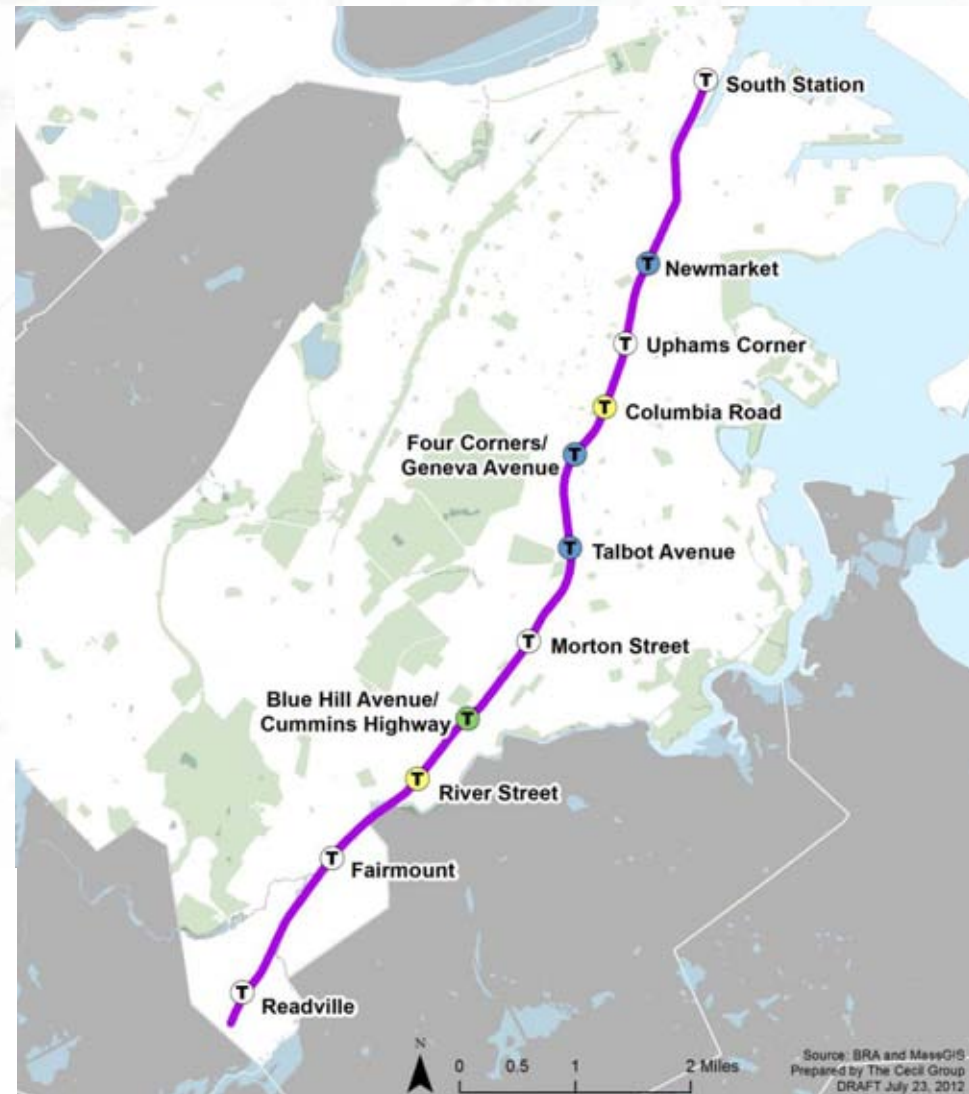 T South Station
T Newmarket
T Uphams Corner
T Columbia Road
Four Corners/
Geneva Avenue T
T Talbot Avenue
T Morton Street
Blue Hill Avenue/
Cummins Highway T
T
River Street
T
Fairmount
T
Readville
N
0 0.5 1 2 Miles
Source: BRA and MassGIS
Prepared by The Cecil Group
DRAFT July 23, 2012